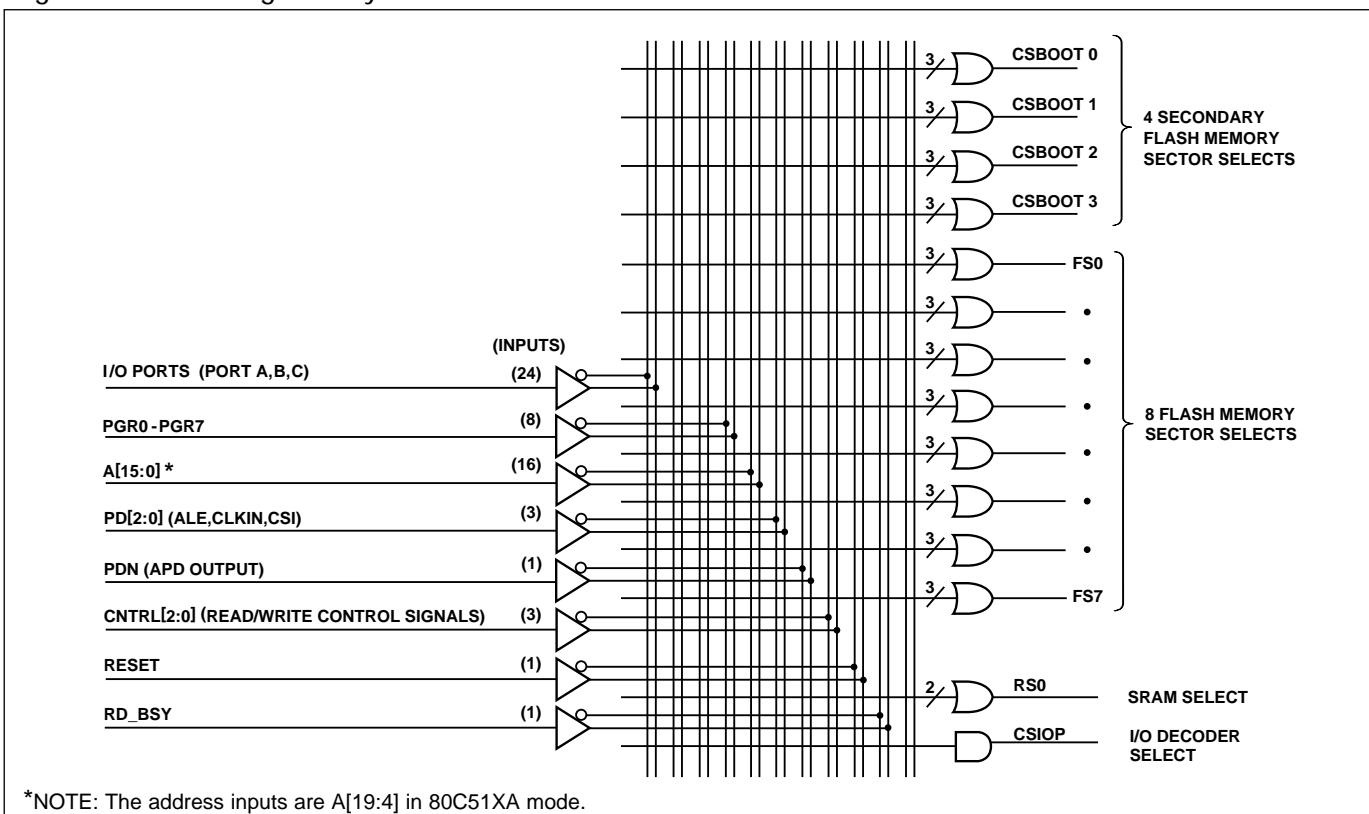 3
CSBOOT 0
3
CSBOOT 1
3
CSBOOT 2
3
CSBOOT 3
4 SECONDARY
FLASH MEMORY
SECTOR SELECTS
3
FS0
3
3
3
3
3
3
3
FS7
8 FLASH MEMORY
SECTOR SELECTS
2
RS0
SRAM SELECT
CSIOP
I/O DECODER
SELECT
(INPUTS)
I/O PORTS (PORT A,B,C)
(24)
PGR0 -PGR7
(8)
A[15:0] *
(16)
PD[2:0] (ALE,CLKIN,CSI)
(3)
PDN (APD OUTPUT)
(1)
CNTRL[2:0] (READ/WRITE CONTROL SIGNALS)
(3)
RESET
(1)
RD_BSY
(1)
*NOTE: The address inputs are A[19:4] in 80C51XA mode.